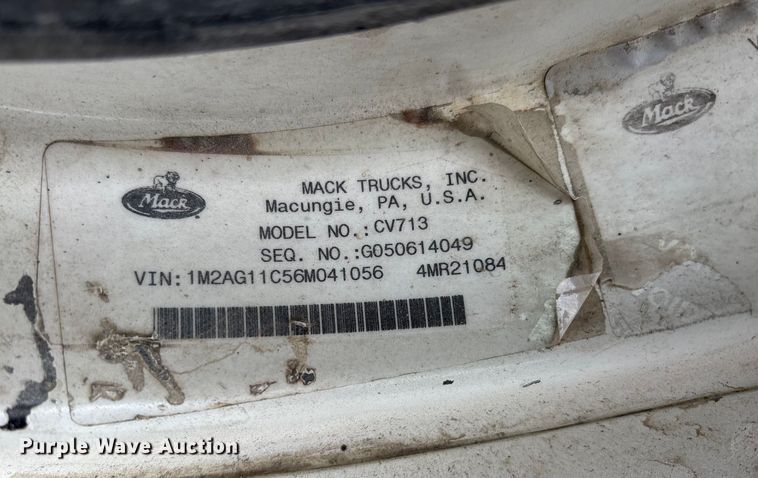 Mack
MACK TRUCKS, INC.
Macungie, PA, U.S.A.
MODEL NO.:CV713
SEQ. NO.:G050614049
VIN:1M2AG11C56M041056 4MR21084
Mack
Purple Wave Auction